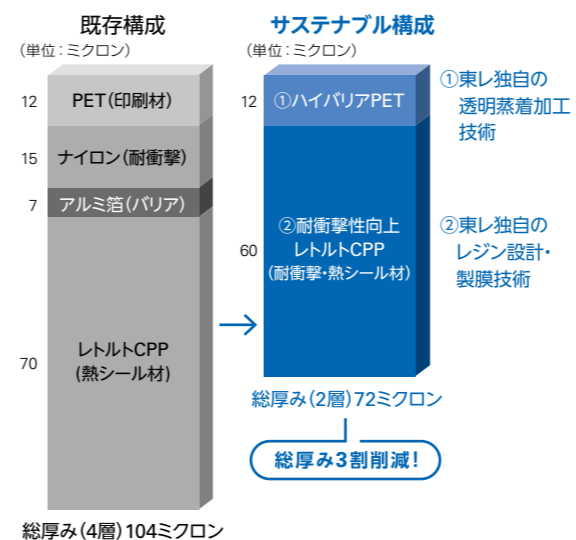 既存構成
（単位：ミクロン）
12
PET（印刷材）
15
ナイロン（耐衝撃）
7
アルミ箔（バリア）
70
レトルトCPP
（熱シール材）
総厚み（4層）104ミクロン
サステナブル構成
（単位：ミクロン）
12
①ハイバリアPET
60
②耐衝撃性向上
レトルトCPP
（耐衝撃・熱シール材）
総厚み（2層）72ミクロン
総厚み3割削減！
①東レ独自の
透明蒸着加工
技術
②東レ独自の
レジン設計・
製膜技術